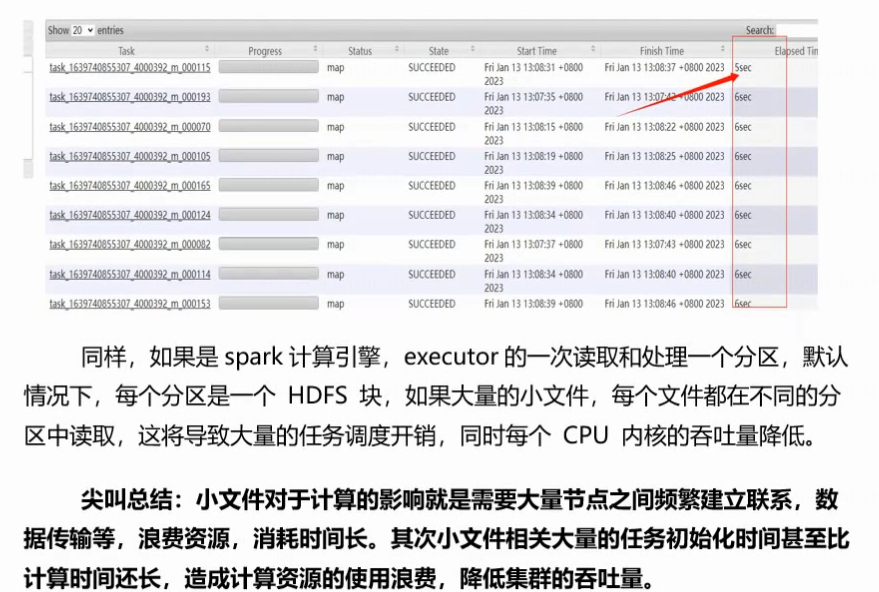 Show 20 entries Search:
Task Progress Status State Start Time Finish Time Elapsed Tim
task_1639740855307_4000392_m_000115 map SUCCEEDED Fri Jan 13 13:08:31 +0800 Fri Jan 13 13:08:37 +0800 2023 5sec
2023
task_1639740855307_4000392_m_000193 map SUCCEEDED Fri Jan 13 13:07:35 +0800 Fri Jan 13 13:07:42 +0800 2023 6sec
2023
task_1639740855307_4000392_m_000070 map SUCCEEDED Fri Jan 13 13:08:15 +0800 Fri Jan 13 13:08:22 +0800 2023 6sec
2023
task_1639740855307_4000392_m_000105 map SUCCEEDED Fri Jan 13 13:08:19 +0800 Fri Jan 13 13:08:25 +0800 2023 6sec
2023
task_1639740855307_4000392_m_000165 map SUCCEEDED Fri Jan 13 13:08:39 +0800 Fri Jan 13 13:08:46 +0800 2023 6sec
2023
task_1639740855307_4000392_m_000124 map SUCCEEDED Fri Jan 13 13:08:34 +0800 Fri Jan 13 13:08:40 +0800 2023 6sec
2023
task_1639740855307_4000392_m_000082 map SUCCEEDED Fri Jan 13 13:07:37 +0800 Fri Jan 13 13:07:43 +0800 2023 6sec
2023
task_1639740855307_4000392_m_000114 map SUCCEEDED Fri Jan 13 13:08:34 +0800 Fri Jan 13 13:08:40 +0800 2023 6sec
2023
task_1639740855307_4000392_m_000153 map SUCCEEDED Fri Jan 13 13:08:39 +0800 Fri Jan 13 13:08:46 +0800 2023 6sec
同样，如果是 spark 计算引擎，executor 的一次读取和处理一个分区，默认
情况下，每个分区是一个 HDFS 块，如果大量的小文件，每个文件都在不同的分
区中读取，这将导致大量的任务调度开销，同时每个 CPU 内核的吞吐量降低。
尖叫总结：小文件对于计算的影响就是需要大量节点之间频繁建立联系，数
据传输等，浪费资源，消耗时间长。其次小文件相关大量的任务初始化时间甚至比
计算时间还长，造成计算资源的使用浪费，降低集群的吞吐量。